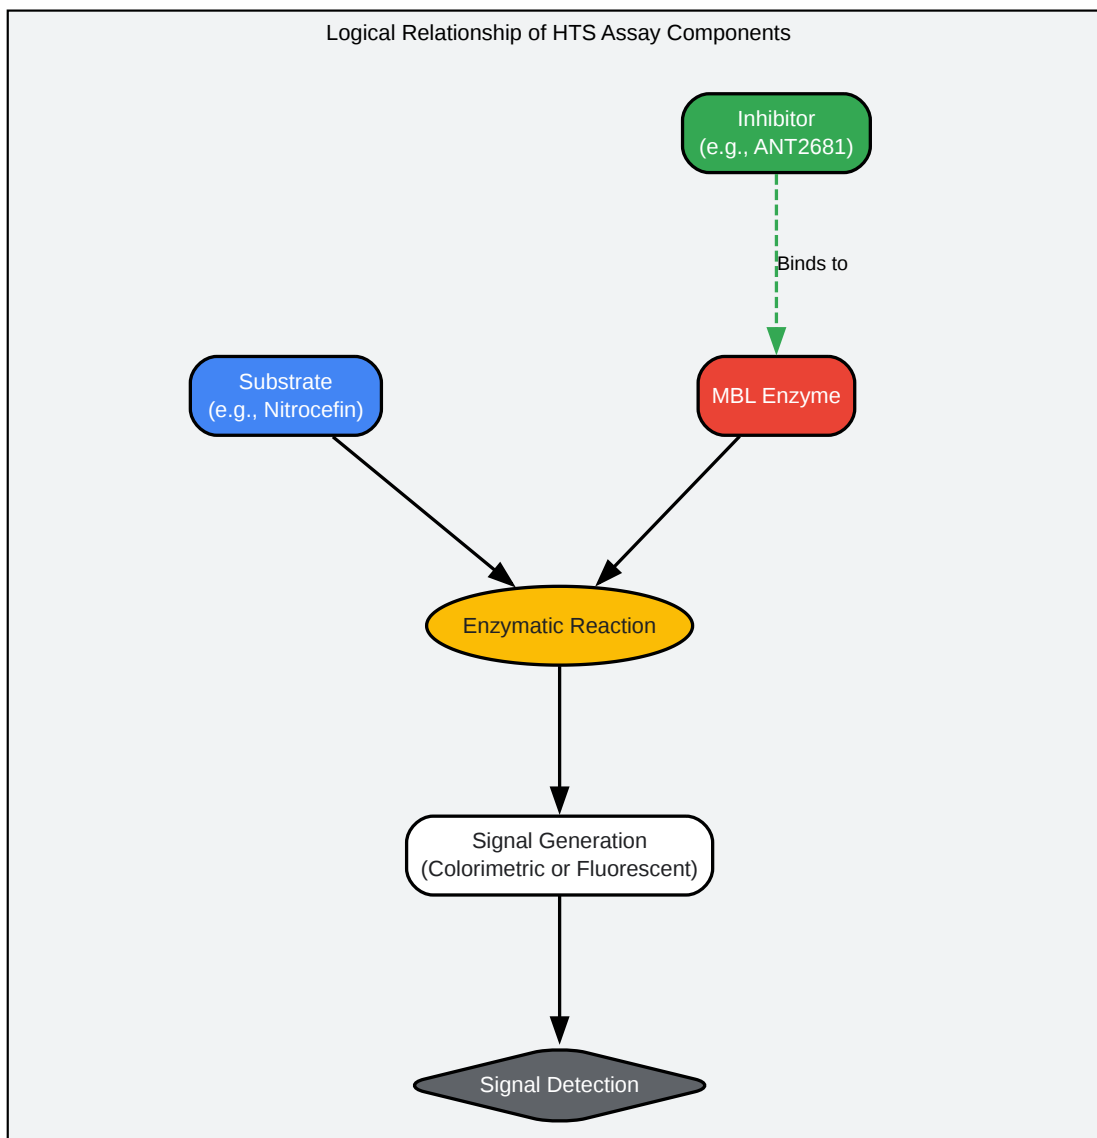 Logical Relationship of HTS Assay Components
Inhibitor
(e.g., ANT2681)
Binds to
Substrate
(e.g., Nitrocefin)
MBL Enzyme
Enzymatic Reaction
Signal Generation
(Colorimetric or Fluorescent)
Signal Detection